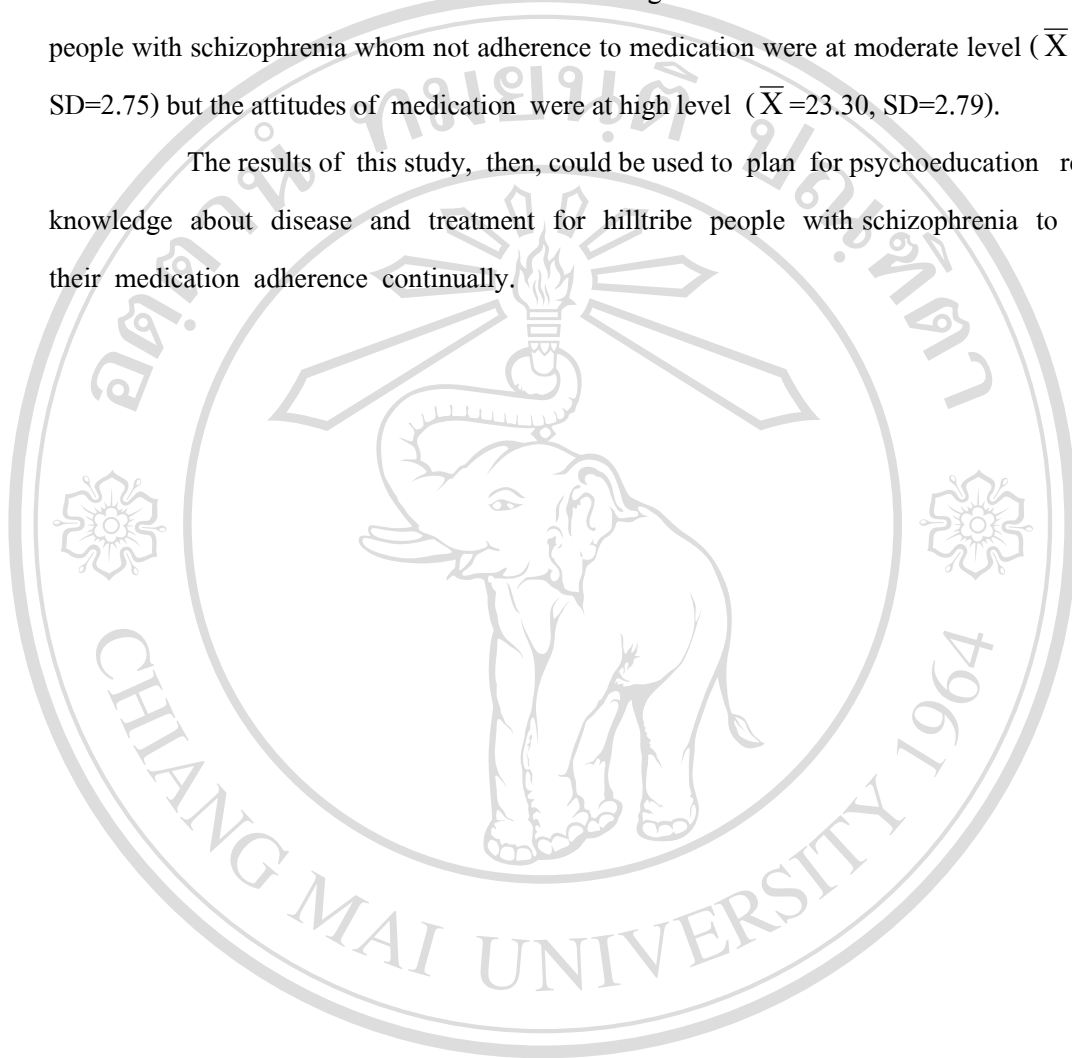 people with schizophrenia whom not adherence to medication were at moderate level ( X̅
SD=2.75) but the attitudes of medication were at high level ( X̅ =23.30, SD=2.79).
The results of this study, then, could be used to plan for psychoeducation
knowledge about disease and treatment for hilltribe people with schizophrenia to
their medication adherence continually.
CHIANG MAI UNIVERSITY 1964